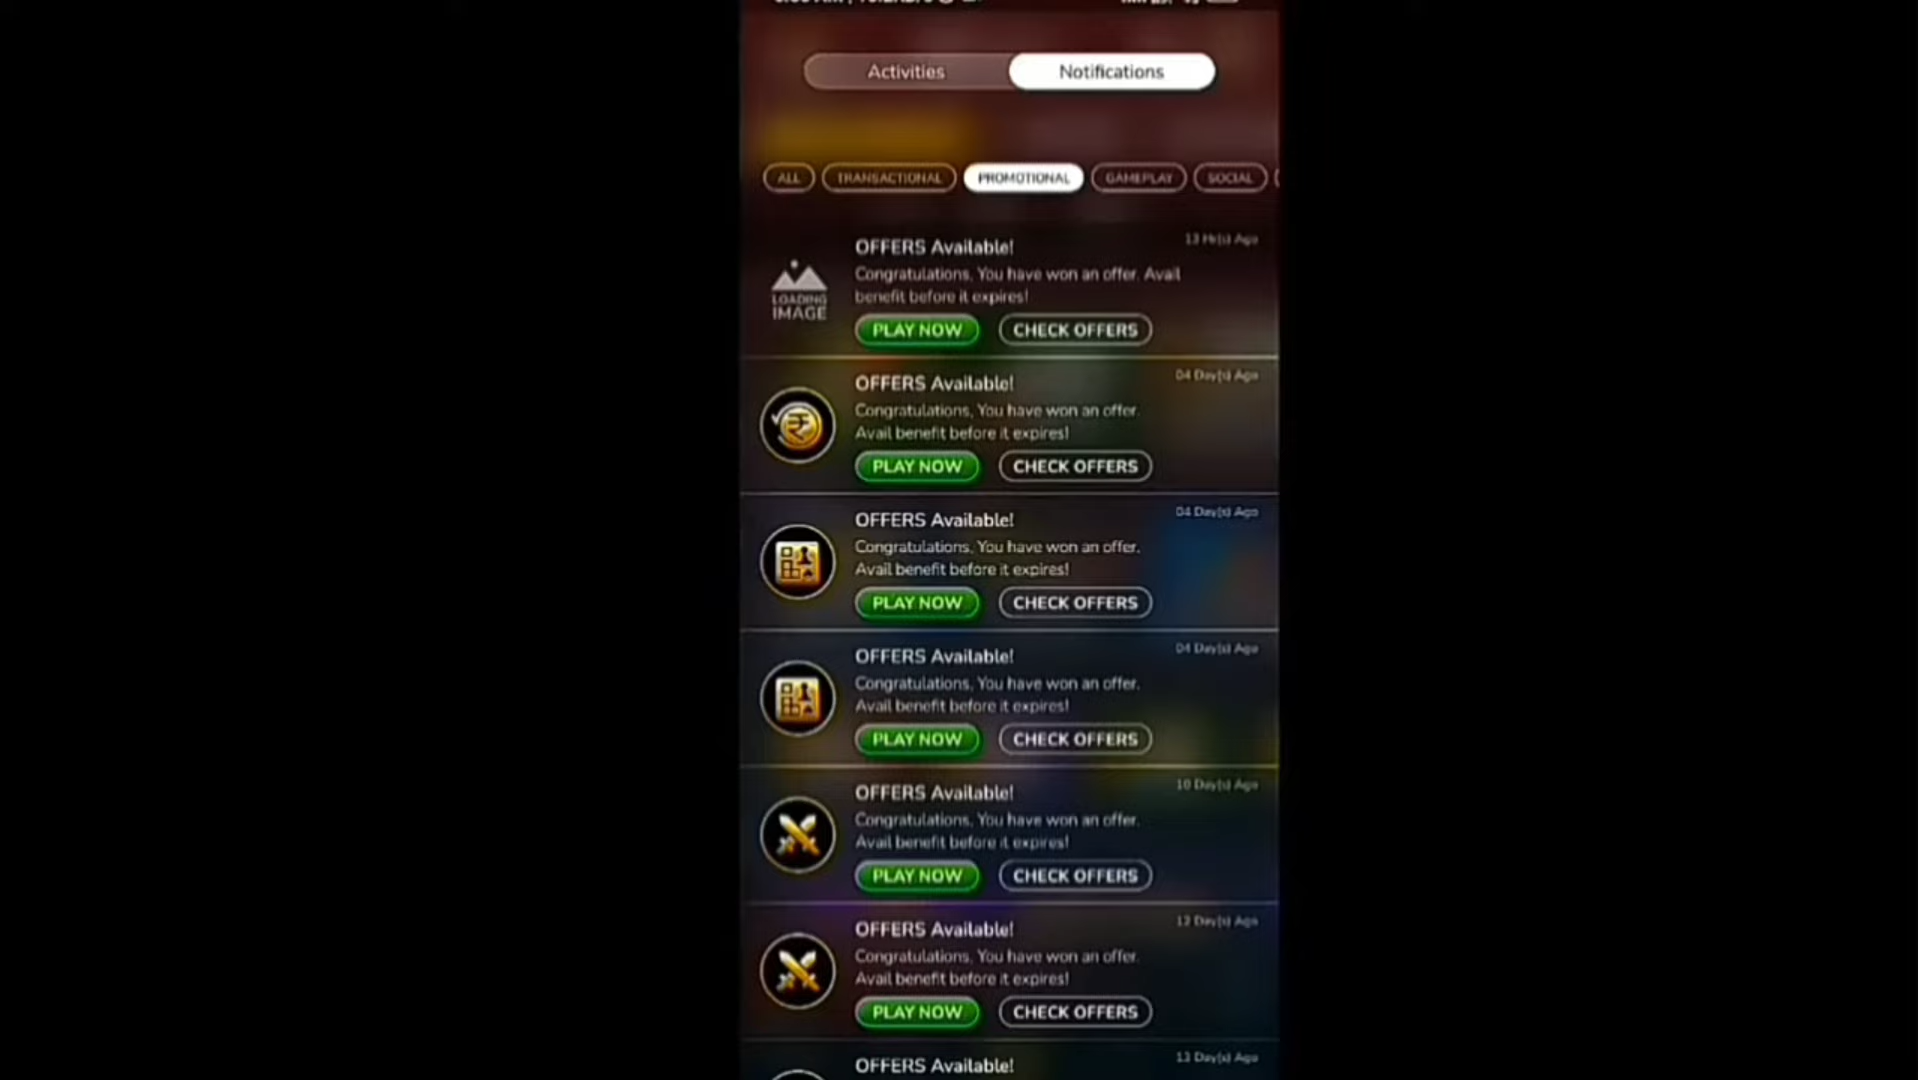 Activities
Notifications
ALL
TRANSACTIONAL
PROMOTIONAL
GAMEPLAY
SOCIAL
OFFERS Available!
13 Hr(s) Ago
Congratulations, You have won an offer. Avail
benefit before it expires!
LOADING
IMAGE
PLAY NOW
CHECK OFFERS
OFFERS Available!
04 Day(s) Ago
Congratulations, You have won an offer.
Avail benefit before it expires!
PLAY NOW
CHECK OFFERS
OFFERS Available!
04 Day(s) Ago
Congratulations, You have won an offer.
Avail benefit before it expires!
PLAY NOW
CHECK OFFERS
OFFERS Available!
04 Day(s) Ago
Congratulations, You have won an offer.
Avail benefit before it expires!
PLAY NOW
CHECK OFFERS
OFFERS Available!
10 Day(s) Ago
Congratulations, You have won an offer.
Avail benefit before it expires!
PLAY NOW
CHECK OFFERS
OFFERS Available!
Day(s) Ago
Congratulations, You have won an offer.
Avail benefit before it expires!
PLAY NOW
CHECK OFFERS
OFFERS Available!
13 Day(s) Ago